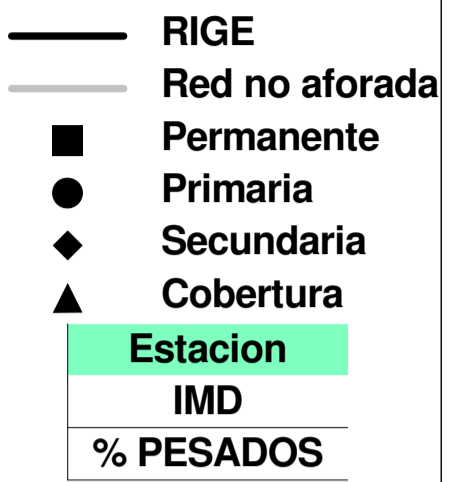 RIGE
Red no aforada
Permanente
Primaria
Secundaria
Cobertura
Estacion
IMD
% PESADOS